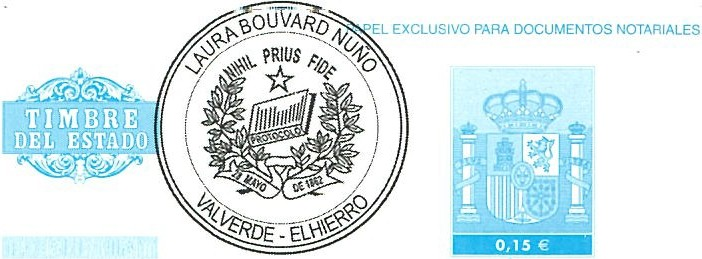 LAURA BOUVARD NUÑO
PAPEL EXCLUSIVO PARA DOCUMENTOS NOTARIALES
NIHIL PRIUS FIDE
TIMBRE
DEL ESTADO
PROTOCOLO
28 MAYO DE 1862
VALVERDE - ELHIERRO
0,15 €